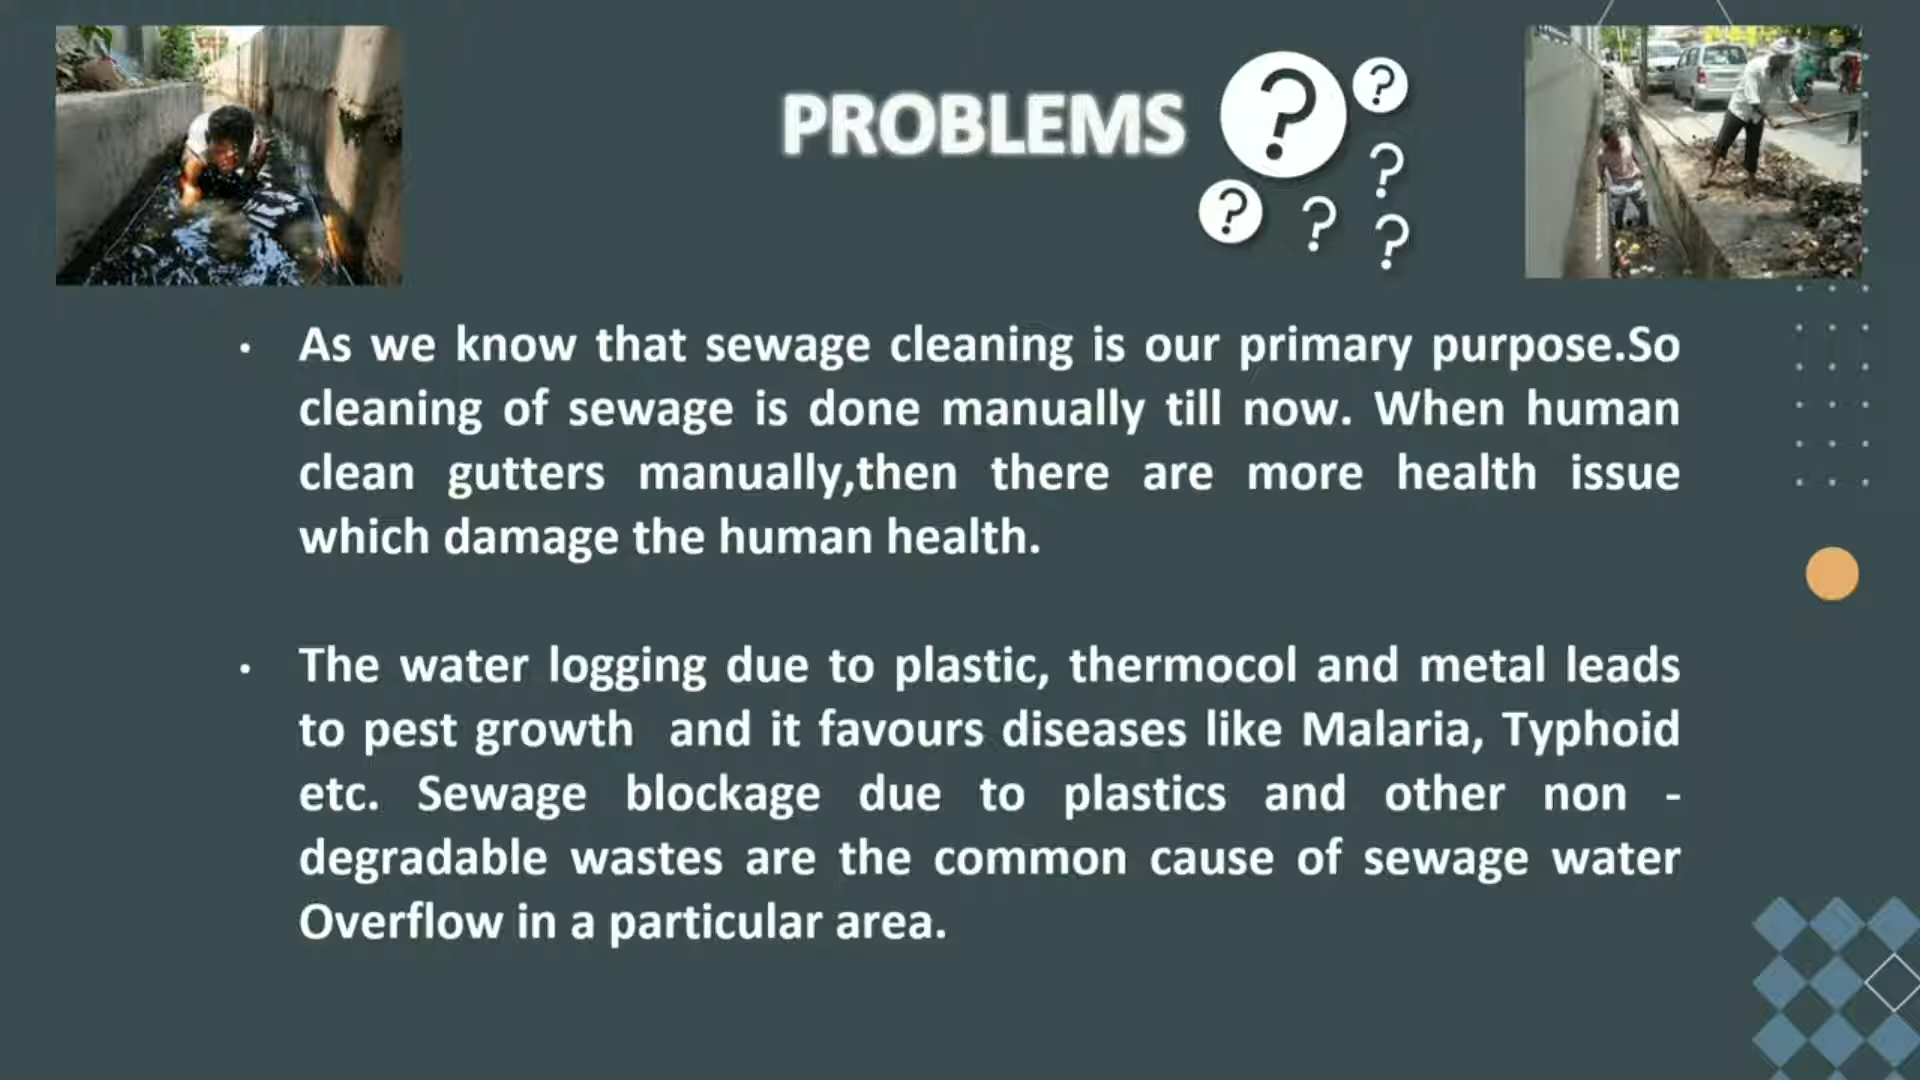 PROBLEMS
? ? ? ? ? ?
• As we know that sewage cleaning is our primary purpose.So
cleaning of sewage is done manually till now. When human
clean gutters manually,then there are more health issue
which damage the human health.
• The water logging due to plastic, thermocol and metal leads
to pest growth and it favours diseases like Malaria, Typhoid
etc. Sewage blockage due to plastics and other non -
degradable wastes are the common cause of sewage water
Overflow in a particular area.